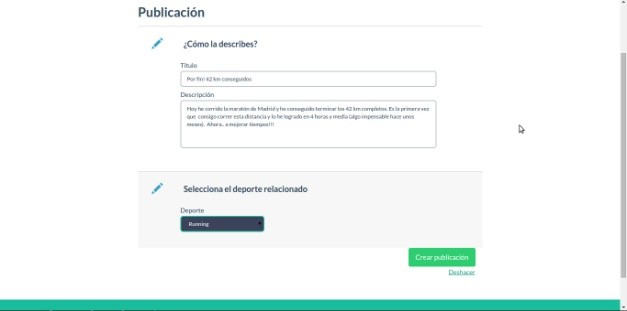 Publicación
¿Cómo la describes?
Título
Por fin! 42 km conseguidos
Descripción
Hoy he corrido la maratón de Madrid y he conseguido terminar los 42 km completos. Es la primera vez
que consigo correr esta distancia y lo he logrado en 4 horas y media (algo impensable hace unos
meses). Ahora.. a mejorar tiempos!!!
Selecciona el deporte relacionado
Deporte
Running
Crear publicación
Deshacer